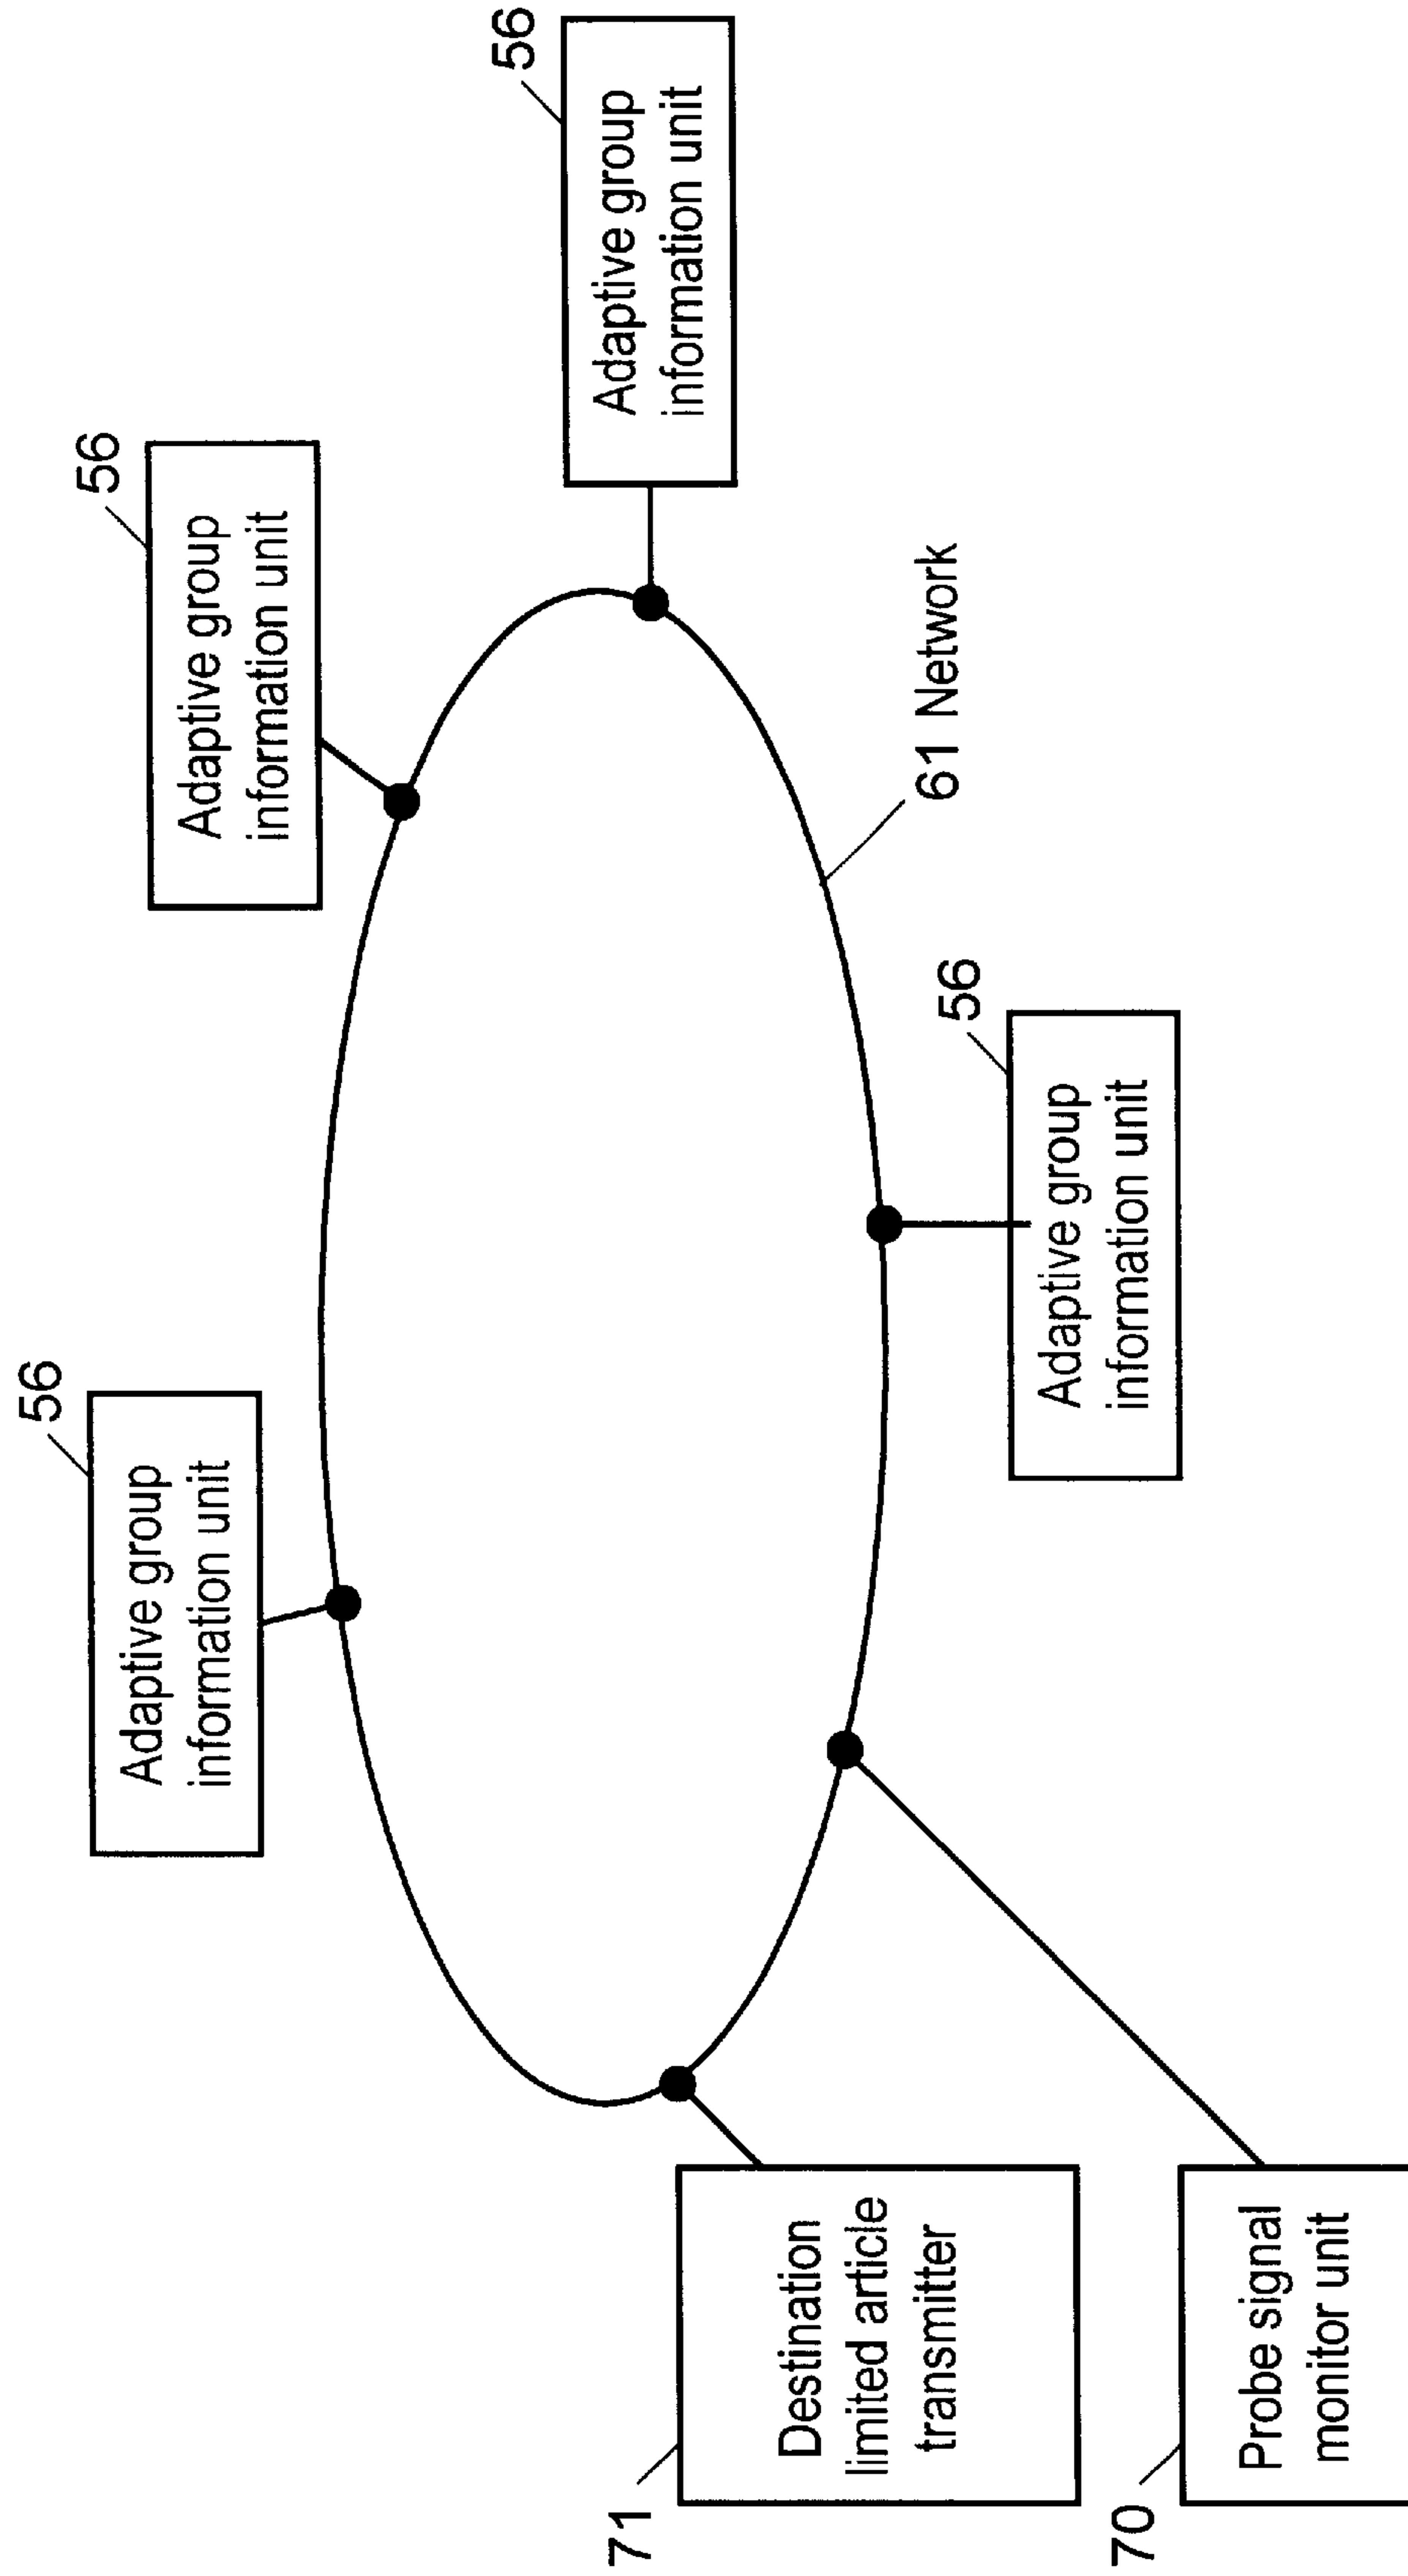 56
Adaptive group
information unit
56
Adaptive group
information unit
56
Adaptive group
information unit
61 Network
56
Adaptive group
information unit
71
Destination
limited article
transmitter
70
Probe signal
monitor unit